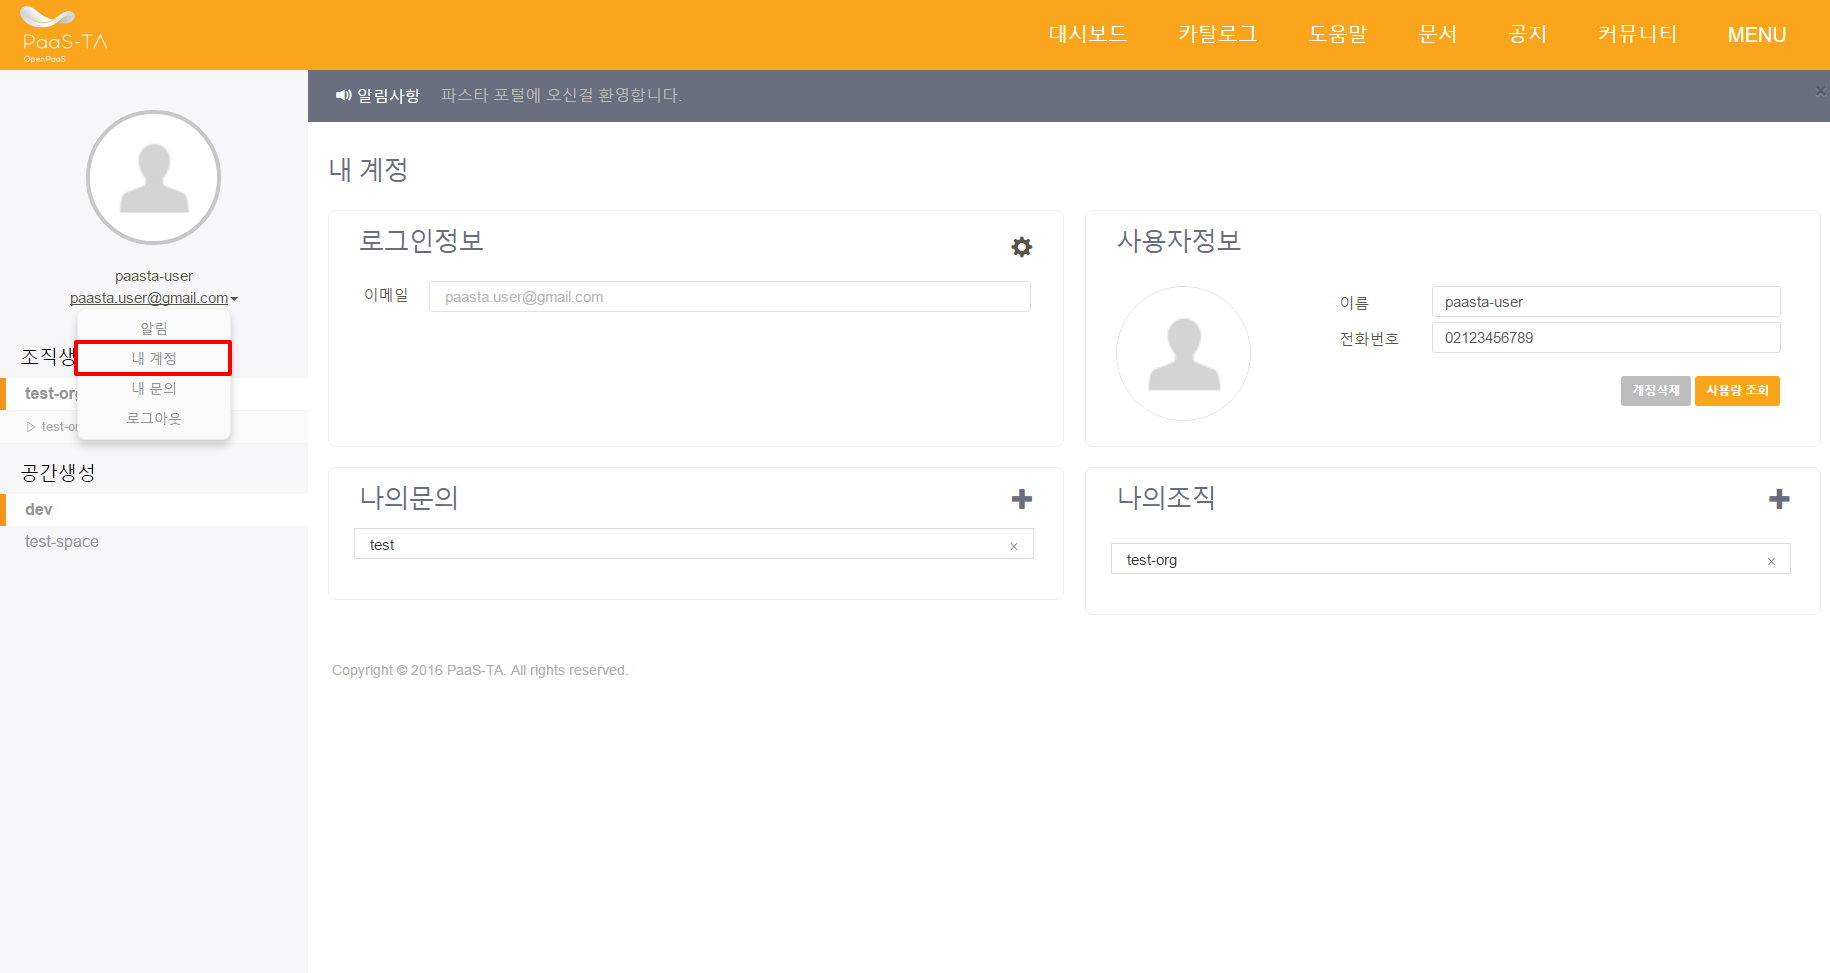 PaaS-TA
OpenPaaS
대시보드 카탈로그 도움말 문서 공지 커뮤니티 MENU
알림사항 파스타 포털에 오신걸 환영합니다. ×
paasta-user
paasta.user@gmail.com
알림
내 계정
내 문의
로그아웃
조직생
test-org
test-or
공간생성
dev
test-space
내 계정
로그인정보
이메일 paasta.user@gmail.com
사용자정보
이름 paasta-user
전화번호 02123456789
계정삭제 사용량 조회
나의문의
test ×
나의조직
test-org ×
Copyright © 2016 PaaS-TA. All rights reserved.